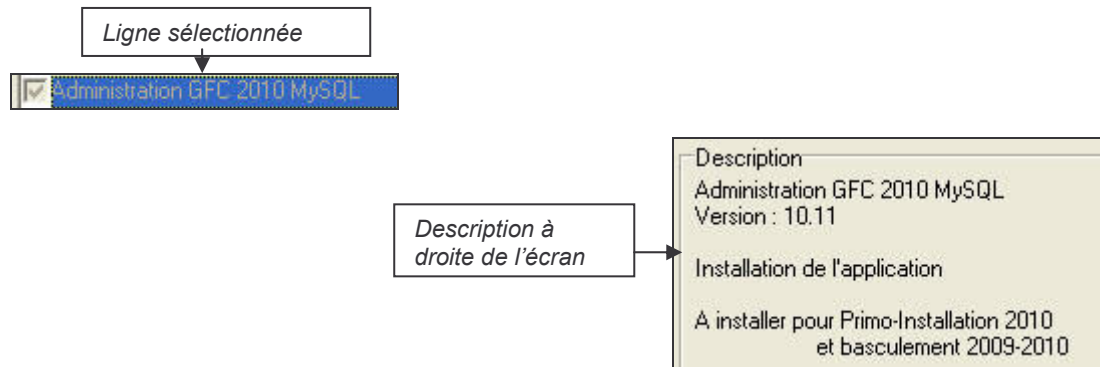 Ligne sélectionnée
Administration GFC 2010 MySQL
Description
Administration GFC 2010 MySQL
Version : 10.11
Description à
droite de l'écran
Installation de l'application
A installer pour Primo-Installation 2010
et basculement 2009-2010